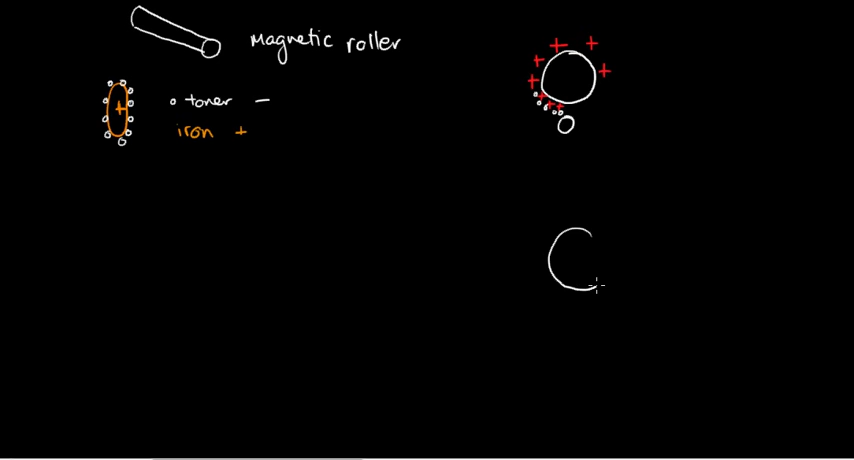 magnetic roller
toner −
iron +
+
+ + + + + + + +